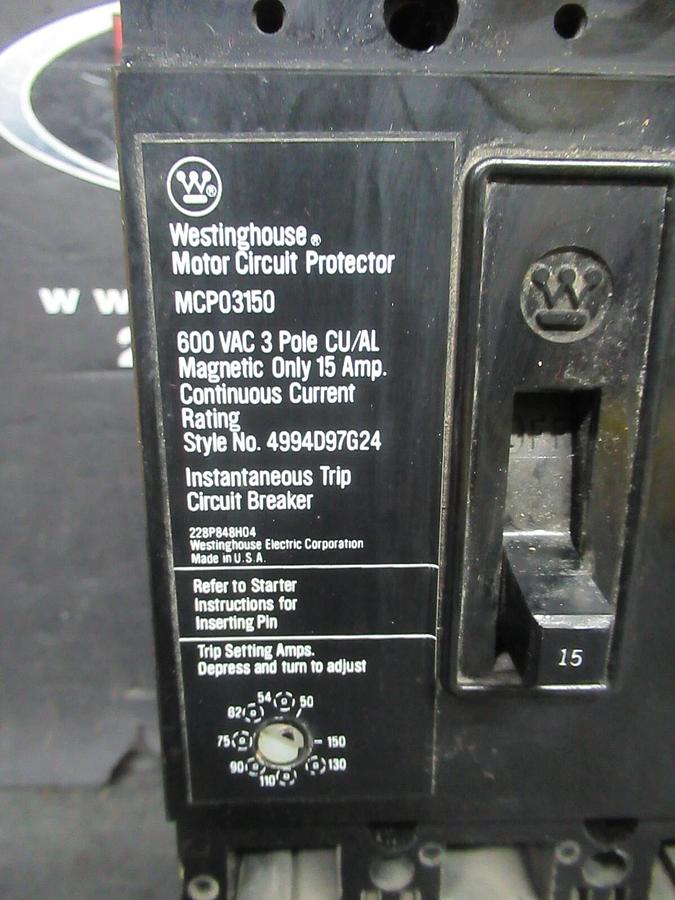 Westinghouse®
Motor Circuit Protector
MCP03150
600 VAC 3 Pole CU/AL
Magnetic Only 15 Amp.
Continuous Current
Rating
Style No. 4994D97G24
Instantaneous Trip
Circuit Breaker
228P848H04
Westinghouse Electric Corporation
Made in U.S.A.
Refer to Starter
Instructions for
Inserting Pin
Trip Setting Amps.
Depress and turn to adjust
54 50
62
75 150
90 130
110
OFF
15